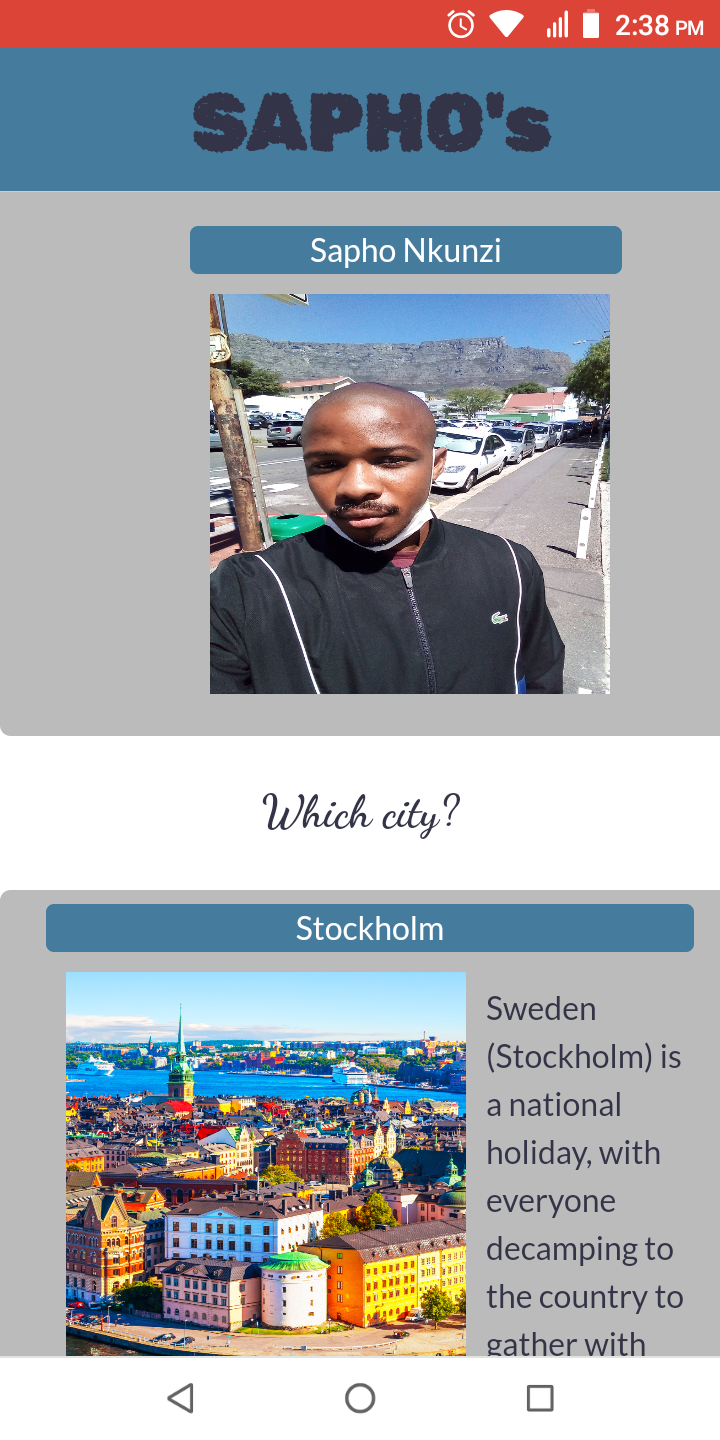 2:38 PM
SAPHO's
Sapho Nkunzi
Which city?
Stockholm
Sweden
(Stockholm) is
a national
holiday, with
everyone
decamping to
the country to
gather with